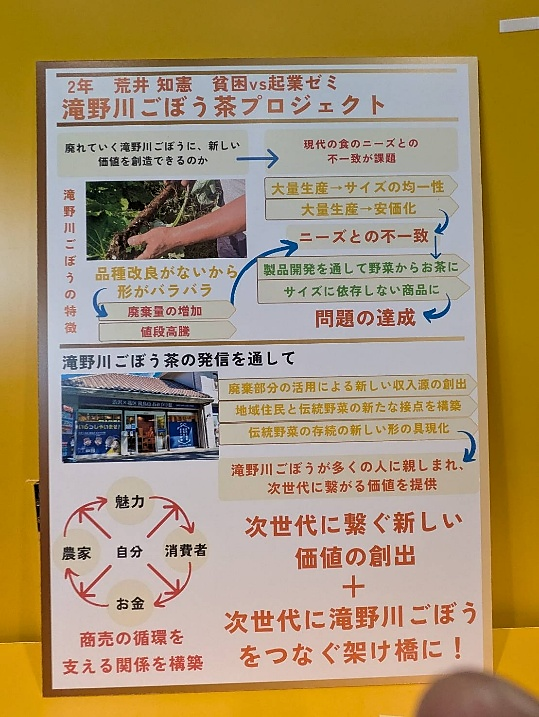 2年 荒井 知憲 貧困vs起業ゼミ
滝野川ごぼう茶プロジェクト
廃れていく滝野川ごぼうに、新しい
価値を創造できるのか
現代の食のニーズとの
不一致が課題
滝野川ごぼうの特徴
大量生産→サイズの均一性
大量生産→安価化
ニーズとの不一致
品種改良がないから
形がバラバラ
廃棄量の増加
値段高騰
製品開発を通して野菜からお茶に
サイズに依存しない商品に
問題の達成
滝野川ごぼう茶の発信を通して
廃棄部分の活用による新しい収入源の創出
地域住民と伝統野菜の新たな接点を構築
伝統野菜の存続の新しい形の具現化
滝野川ごぼうが多くの人に親しまれ、
次世代に繋がる価値を提供
魅力
農家 自分 消費者
お金
商売の循環を
支える関係を構築
次世代に繋ぐ新しい
価値の創出
+
次世代に滝野川ごぼう
をつなぐ架け橋に！